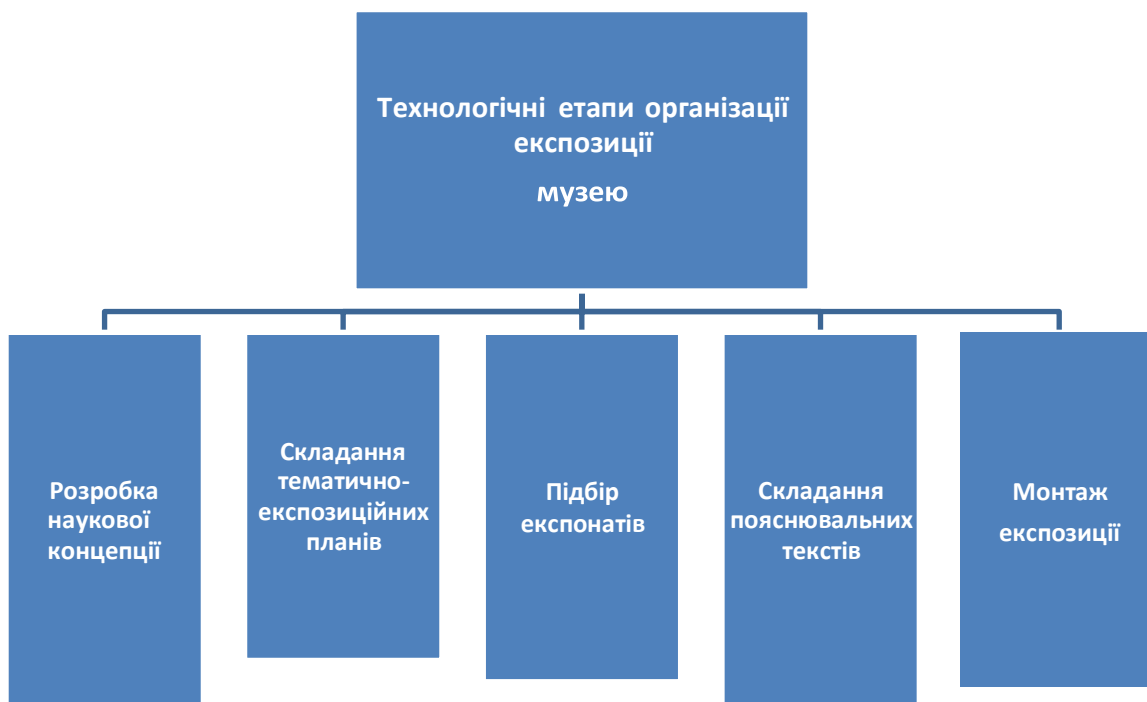 Технологічні етапи організації
експозиції
музею
Розробка
наукової
концепції
Складання
тематично-
експозиційних
планів
Підбір
експонатів
Складання
пояснювальних
текстів
Монтаж
експозиції